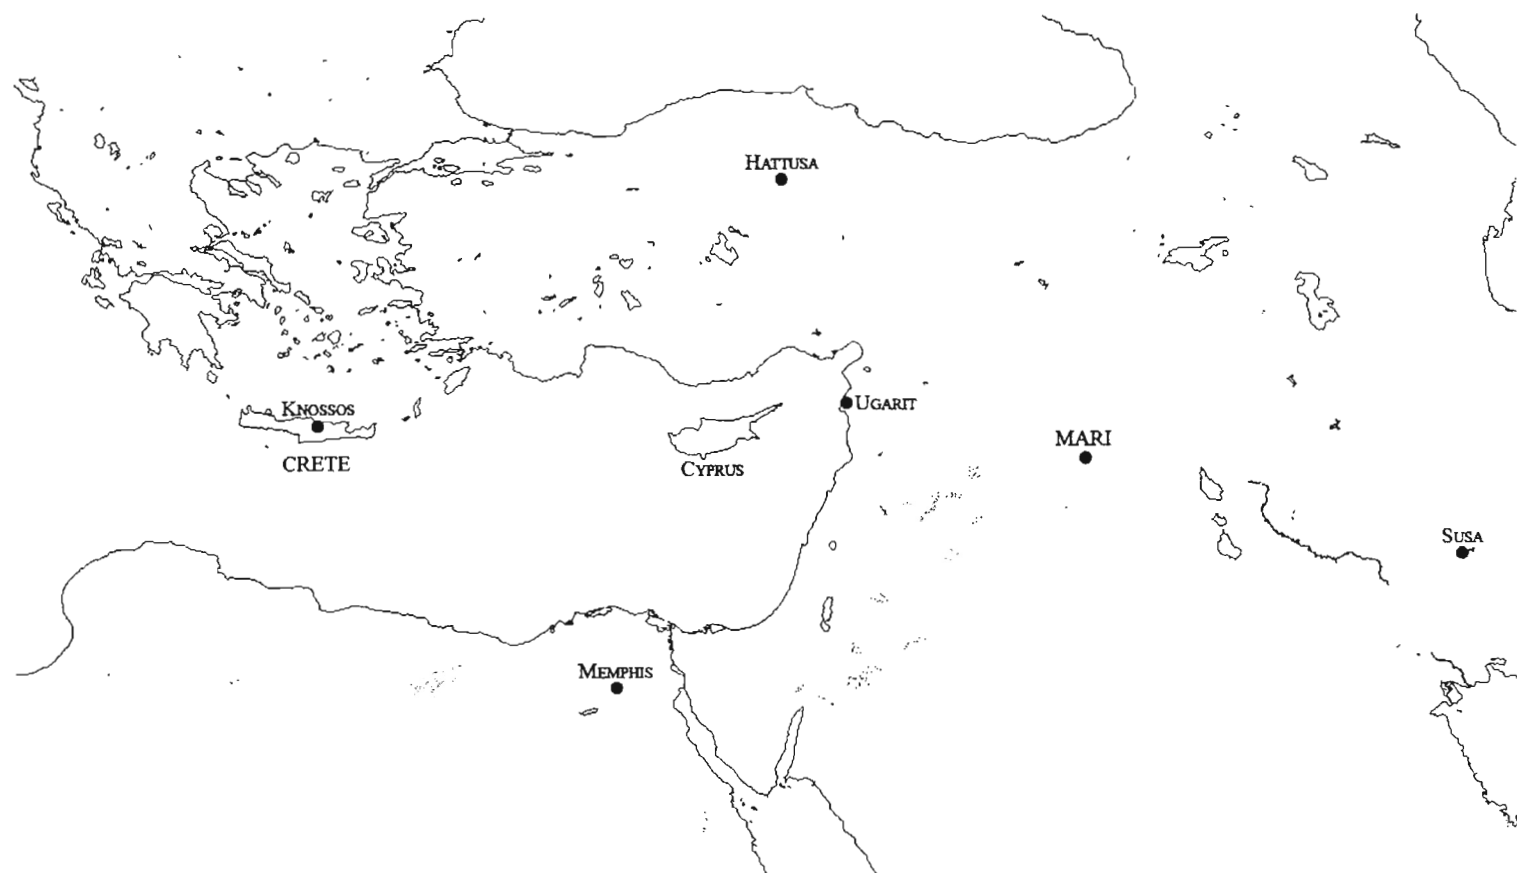 HATTUSA
KNOSSOS
CRETE
UGARIT
CYPRUS
MARI
SUSA
MEMPHIS